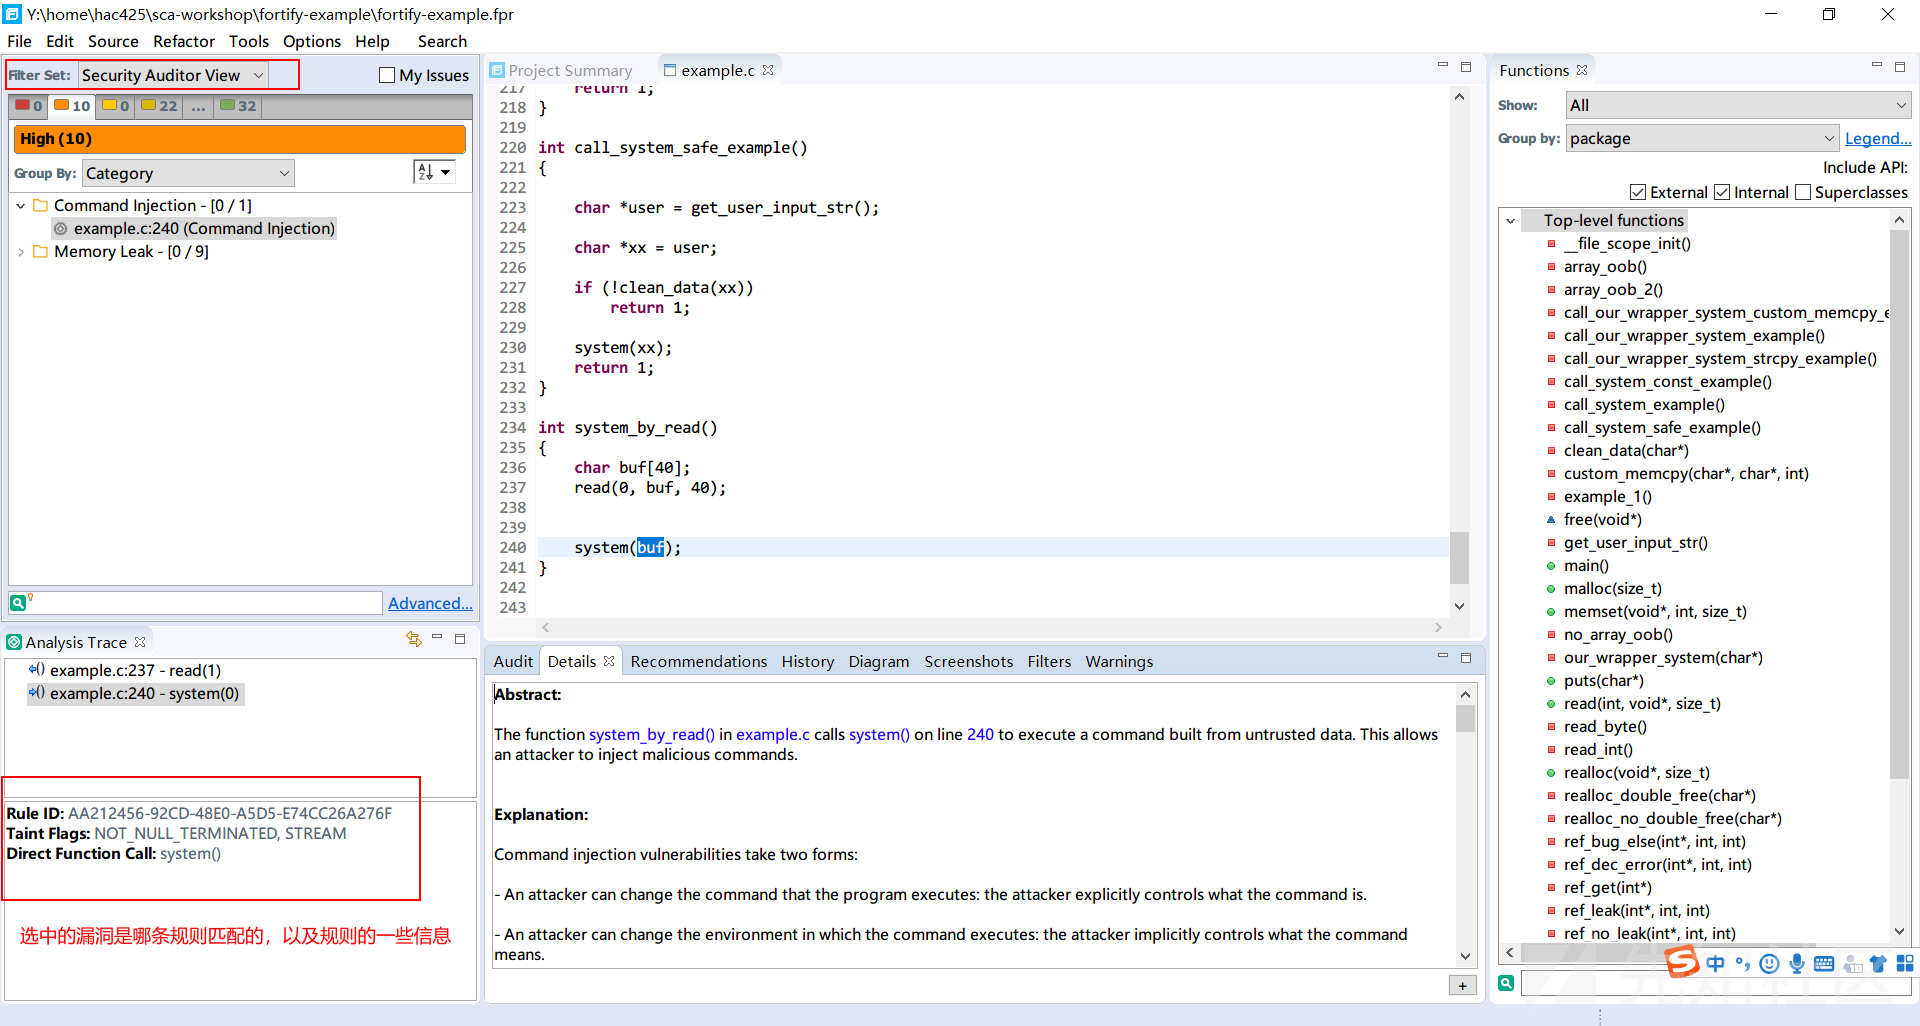 Y:\home\hac425\sca-workshop\fortify-example\fortify-example.fpr
File Edit Source Refactor Tools Options Help Search
Filter Set: Security Auditor View My Issues
0 10 0 22 ... 32
High (10)
Group By: Category
Command Injection - [0 / 1]
example.c:240 (Command Injection)
Memory Leak - [0 / 9]
Advanced...
Analysis Trace
example.c:237 - read(1)
example.c:240 - system(0)
Rule ID: AA212456-92CD-48E0-A5D5-E74CC26A276F
Taint Flags: NOT_NULL_TERMINATED, STREAM
Direct Function Call: system()
选中的漏洞是哪条规则匹配的，以及规则的一些信息
Project Summary example.c
217 return 1;
218 }
219
220 int call_system_safe_example()
221 {
222
223 char *user = get_user_input_str();
224
225 char *xx = user;
226
227 if (!clean_data(xx))
228 return 1;
229
230 system(xx);
231 return 1;
232 }
233
234 int system_by_read()
235 {
236 char buf[40];
237 read(0, buf, 40);
238
239
240 system(buf);
241 }
242
243
Audit Details Recommendations History Diagram Screenshots Filters Warnings
Abstract:
The function system_by_read() in example.c calls system() on line 240 to execute a command built from untrusted data. This allows
an attacker to inject malicious commands.
Explanation:
Command injection vulnerabilities take two forms:
- An attacker can change the command that the program executes: the attacker explicitly controls what the command is.
- An attacker can change the environment in which the command executes: the attacker implicitly controls what the command
means.
+
Functions
Show: All
Group by: package Legend...
Include API:
External Internal Superclasses
Top-level functions
__file_scope_init()
array_oob()
array_oob_2()
call_our_wrapper_system_custom_memcpy_e
call_our_wrapper_system_example()
call_our_wrapper_system_strcpy_example()
call_system_const_example()
call_system_example()
call_system_safe_example()
clean_data(char*)
custom_memcpy(char*, char*, int)
example_1()
free(void*)
get_user_input_str()
main()
malloc(size_t)
memset(void*, int, size_t)
no_array_oob()
our_wrapper_system(char*)
puts(char*)
read(int, void*, size_t)
read_byte()
read_int()
realloc(void*, size_t)
realloc_double_free(char*)
realloc_no_double_free(char*)
ref_bug_else(int*, int, int)
ref_dec_error(int*, int, int)
ref_get(int*)
ref_leak(int*, int, int)
ref_no_leak(int*, int, int)
中
先知社区